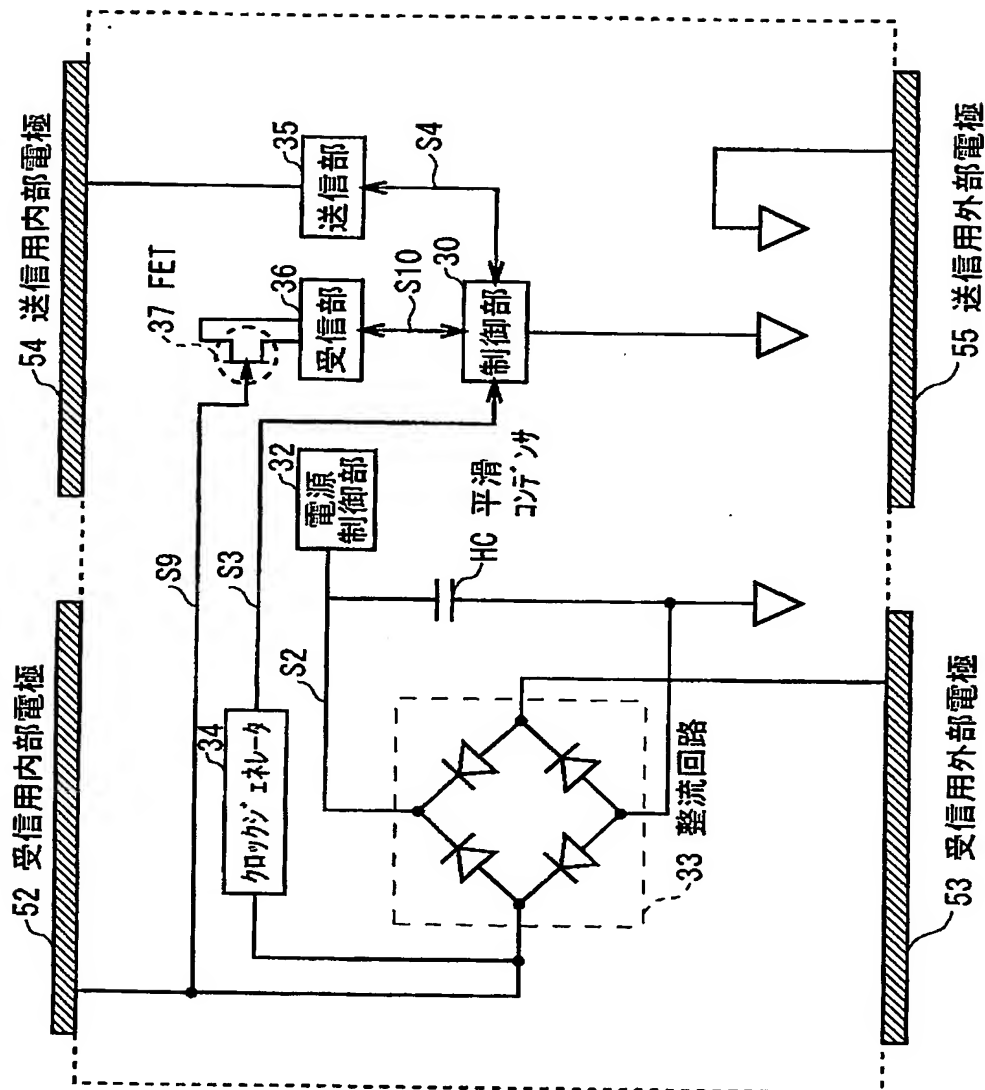 52 受信用内部電極
54 送信用内部電極
S9
37 FET
35
送信部
S4
36
受信部
S10
30
制御部
S3
34
クロックジェネレータ
32
電源
制御部
S2
HC 平滑
コンデンサ
33 整流回路
53 受信用外部電極
55 送信用外部電極